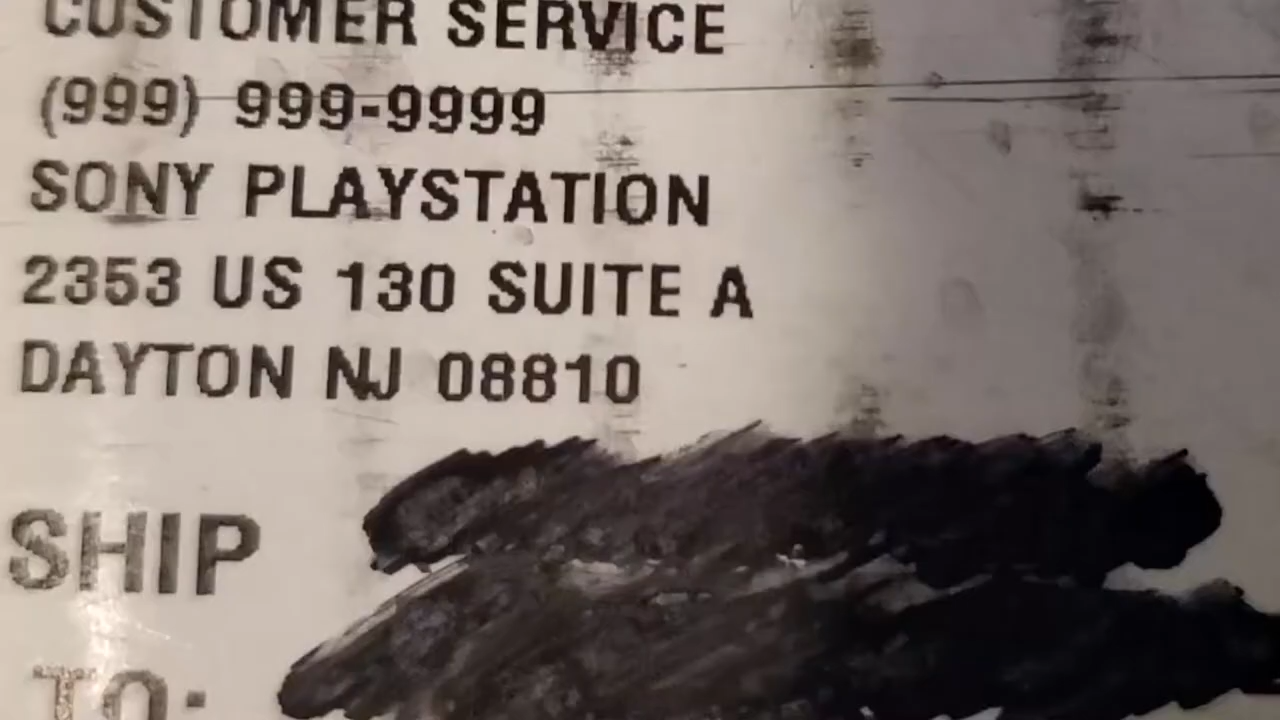 CUSTOMER SERVICE
(999) 999-9999
SONY PLAYSTATION
2353 US 130 SUITE A
DAYTON NJ 08810
SHIP
TO: